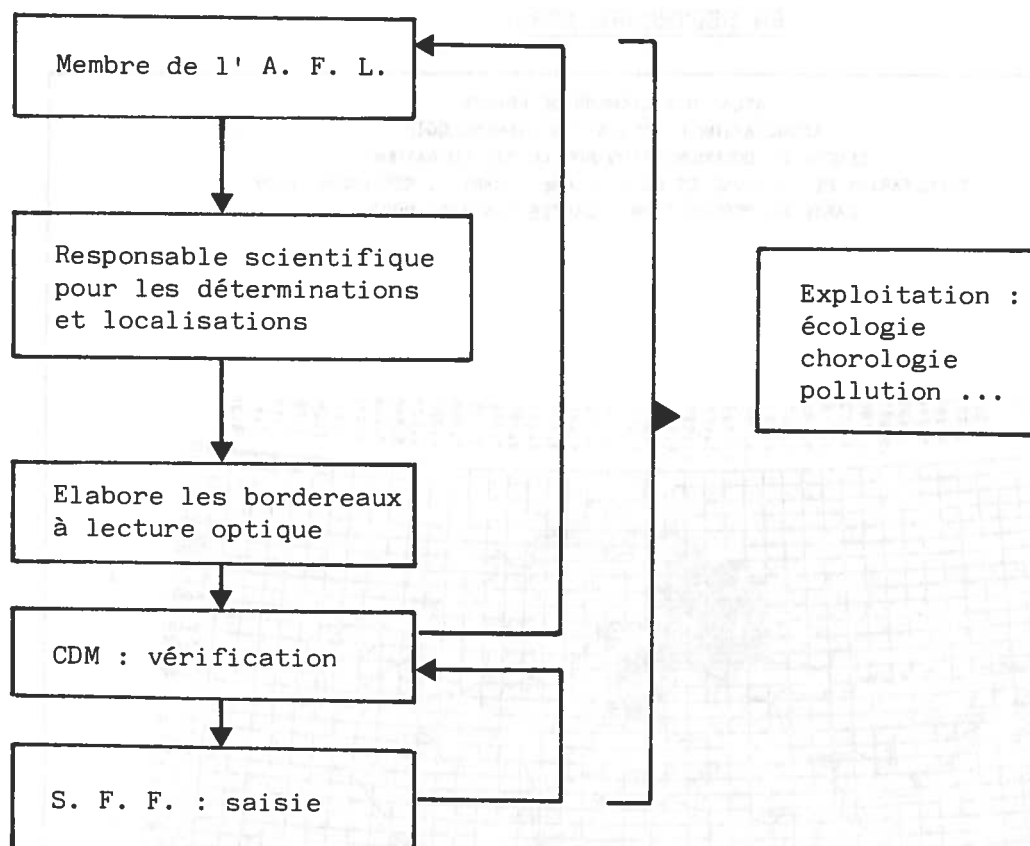 Membre de l' A. F. L.
Responsable scientifique
pour les déterminations
et localisations
Elabore les bordereaux
à lecture optique
CDM : vérification
S. F. F. : saisie
Exploitation :
écologie
chorologie
pollution ...